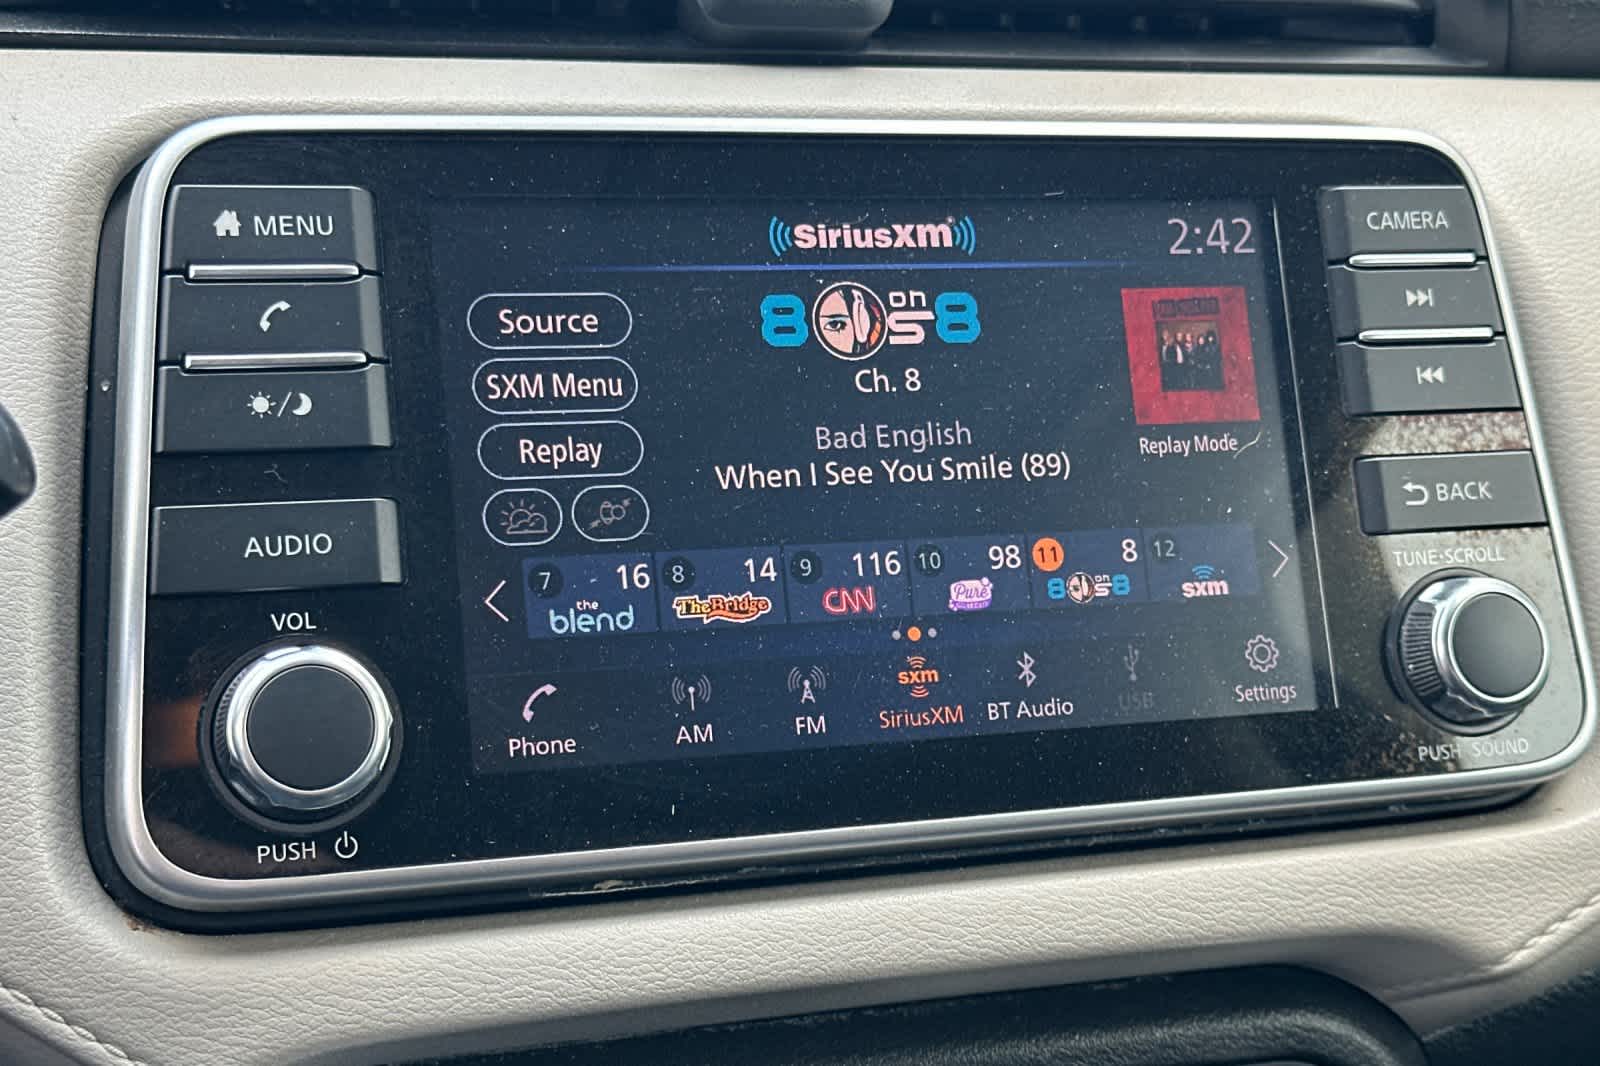 MENU
AUDIO
VOL
PUSH
SiriusXM
2:42
Source
SXM Menu
Replay
8 on 8
Ch. 8
Bad English
When I See You Smile (89)
Replay Mode
7 16
the
blend
8 14
The Bridge
9 116
CNN
10 98
Pure
11 8
8 on 8
12
sxm
Phone
AM
FM
sxm
SiriusXM
BT Audio
USB
Settings
CAMERA
BACK
TUNE·SCROLL
PUSH SOUND